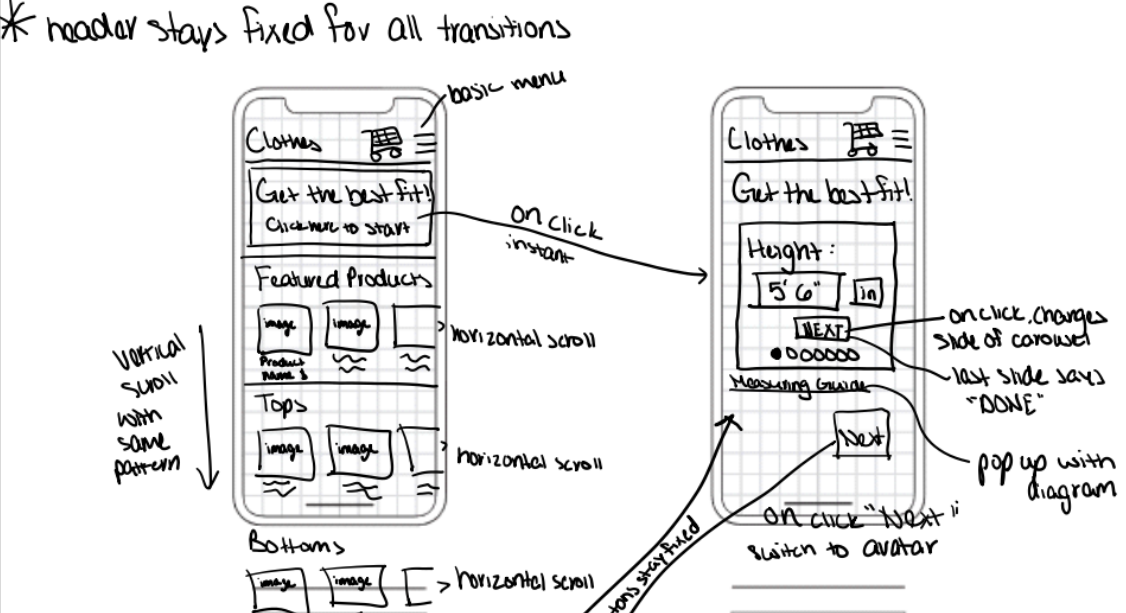 * header stays fixed for all transitions
basic menu
Clothes
Get the best fit!
Click here to start
on click
instant
Featured Products
image
image
Product
name $
horizontal scroll
Vertical
scroll
with
same
pattern
Tops
image
image
horizontal scroll
Bottoms
image
image
horizontal scroll
Clothes
Get the best fit!
Height:
5' 6"
in
NEXT
on click, changes
slide of carousel
last slide says
"DONE"
Measuring Guide
pop up with
diagram
Next
on click "Next"
switch to avatar
stay fixed